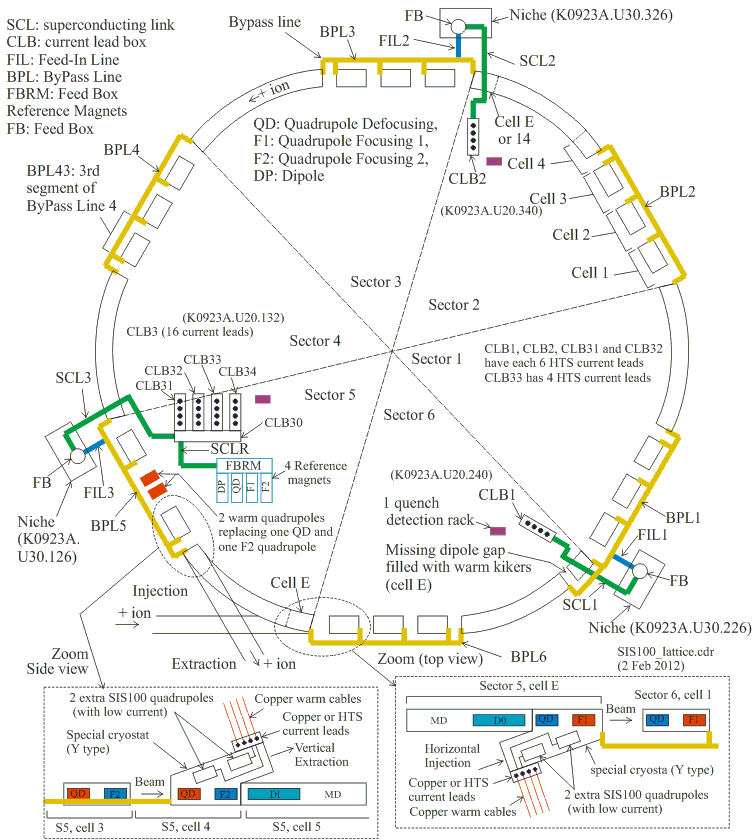 SCL: superconducting link
CLB: current lead box
FIL: Feed-In Line
BPL: ByPass Line
FBRM: Feed Box
Reference Magnets
FB: Feed Box
Bypass line
BPL3
FIL2
FB
Niche (K0923A.U30.326)
SCL2
+ ion
QD: Quadrupole Defocusing,
F1: Quadrupole Focusing 1,
F2: Quadrupole Focusing 2,
DP: Dipole
Cell E
or 14
CLB2
(K0923A.U20.340)
Cell 4
Cell 3
Cell 2
Cell 1
BPL2
BPL4
BPL43: 3rd
segment of
ByPass Line 4
Sector 3
Sector 2
Sector 4
Sector 1
Sector 5
Sector 6
(K0923A.U20.132)
CLB3 (16 current leads)
CLB33
CLB32
CLB34
CLB31
CLB30
CLB1, CLB2, CLB31 and CLB32
have each 6 HTS current leads
CLB33 has 4 HTS current leads
SCL3
SCLR
FBRM
DP
QD
F1
F2
4 Reference
magnets
FB
FIL3
BPL5
Niche
(K0923A.
U30.126)
2 warm quadrupoles
replacing one QD and
one F2 quadrupole
(K0923A.U20.240)
CLB1
1 quench
detection rack
Missing dipole gap
filled with warm kikers
(cell E)
BPL1
FIL1
FB
SCL1
Niche (K0923A.U30.226)
Injection
+ ion
Cell E
Extraction
+ ion
Zoom
Side view
Zoom (top view)
BPL6
SIS100_lattice.cdr
(2 Feb 2012)
2 extra SIS100 quadrupoles
(with low current)
Copper warm cables
Copper or HTS
current leads
Special cryostat
(Y type)
Vertical
Extraction
Beam
QD
F2
QD
F2
D1
MD
S5, cell 3
S5, cell 4
S5, cell 5
Sector 5, cell E
Sector 6, cell 1
Beam
MD
D0
QD
F1
QD
F1
Horizontal
Injection
Copper or HTS
current leads
Copper warm cables
special cryosta (Y type)
2 extra SIS100 quadrupoles
(with low current)